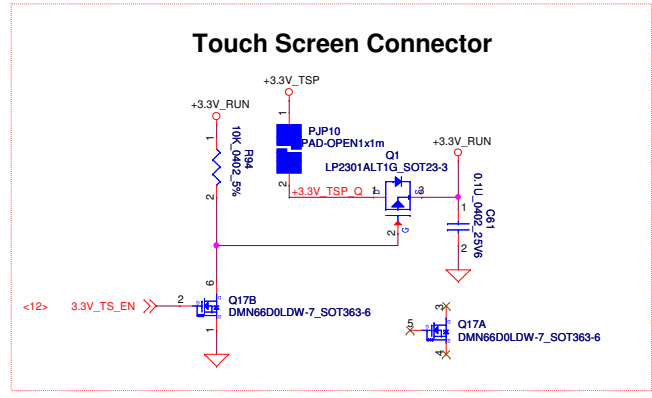 Touch Screen Connector
+3.3V_TSP
+3.3V_RUN
1
PJP10
PAD-OPEN1x1m
2
1
R94
10K_0402_5%
2
+3.3V_TSP_Q
Q1
LP2301ALT1G_SOT23-3
1
D
S
3
2
G
+3.3V_RUN
1
C61
0.1U_0402_25V6
2
<12>
3.3V_TS_EN
2
6
1
Q17B
DMN66D0LDW-7_SOT363-6
5
3
4
Q17A
DMN66D0LDW-7_SOT363-6